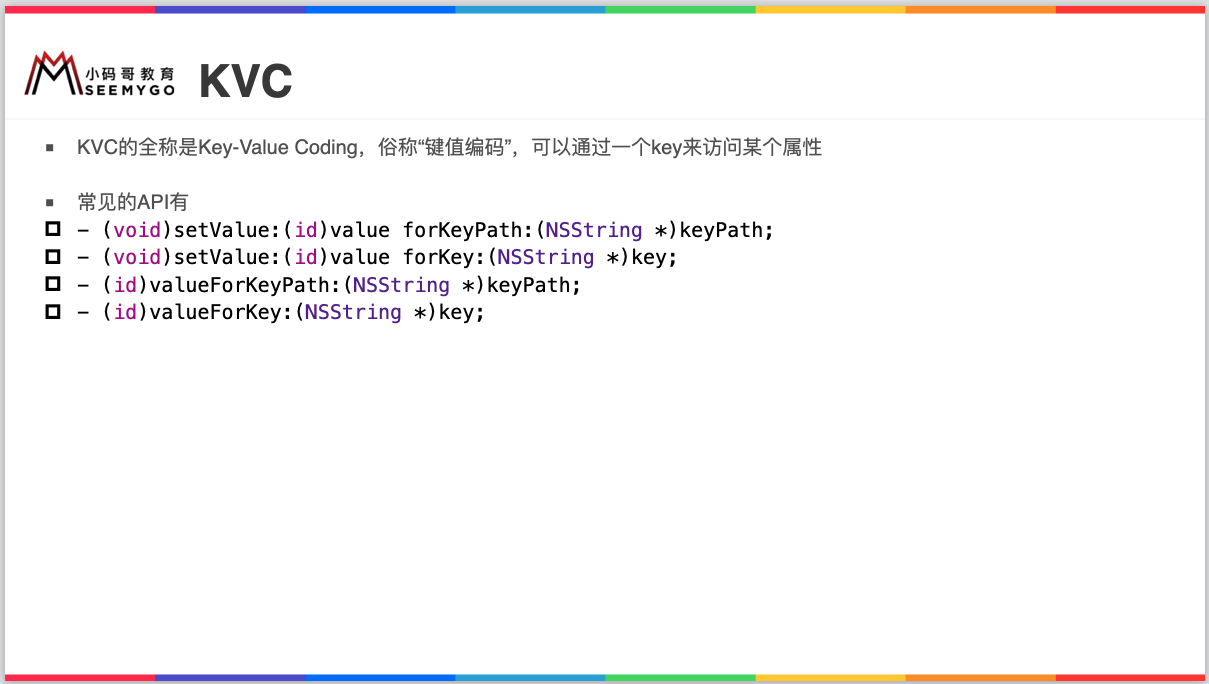 小码哥教育
SEEMYGO
KVC
▪ KVC的全称是Key-Value Coding，俗称“键值编码”，可以通过一个key来访问某个属性
▪ 常见的API有
- (void)setValue:(id)value forKeyPath:(NSString *)keyPath;
- (void)setValue:(id)value forKey:(NSString *)key;
- (id)valueForKeyPath:(NSString *)keyPath;
- (id)valueForKey:(NSString *)key;